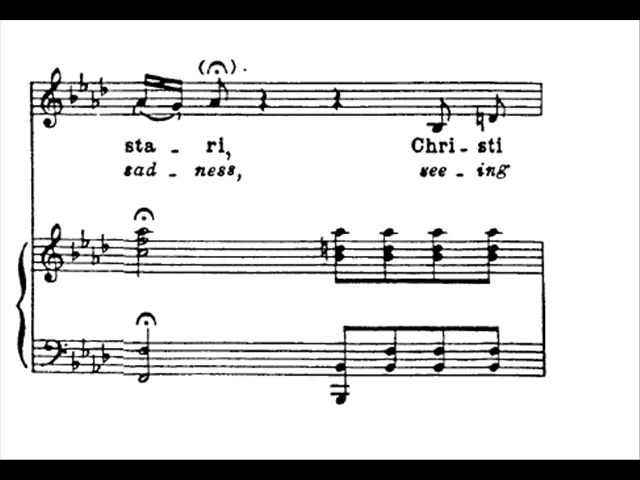 sta - ri, Chri - sti
sad - ness, see - ing